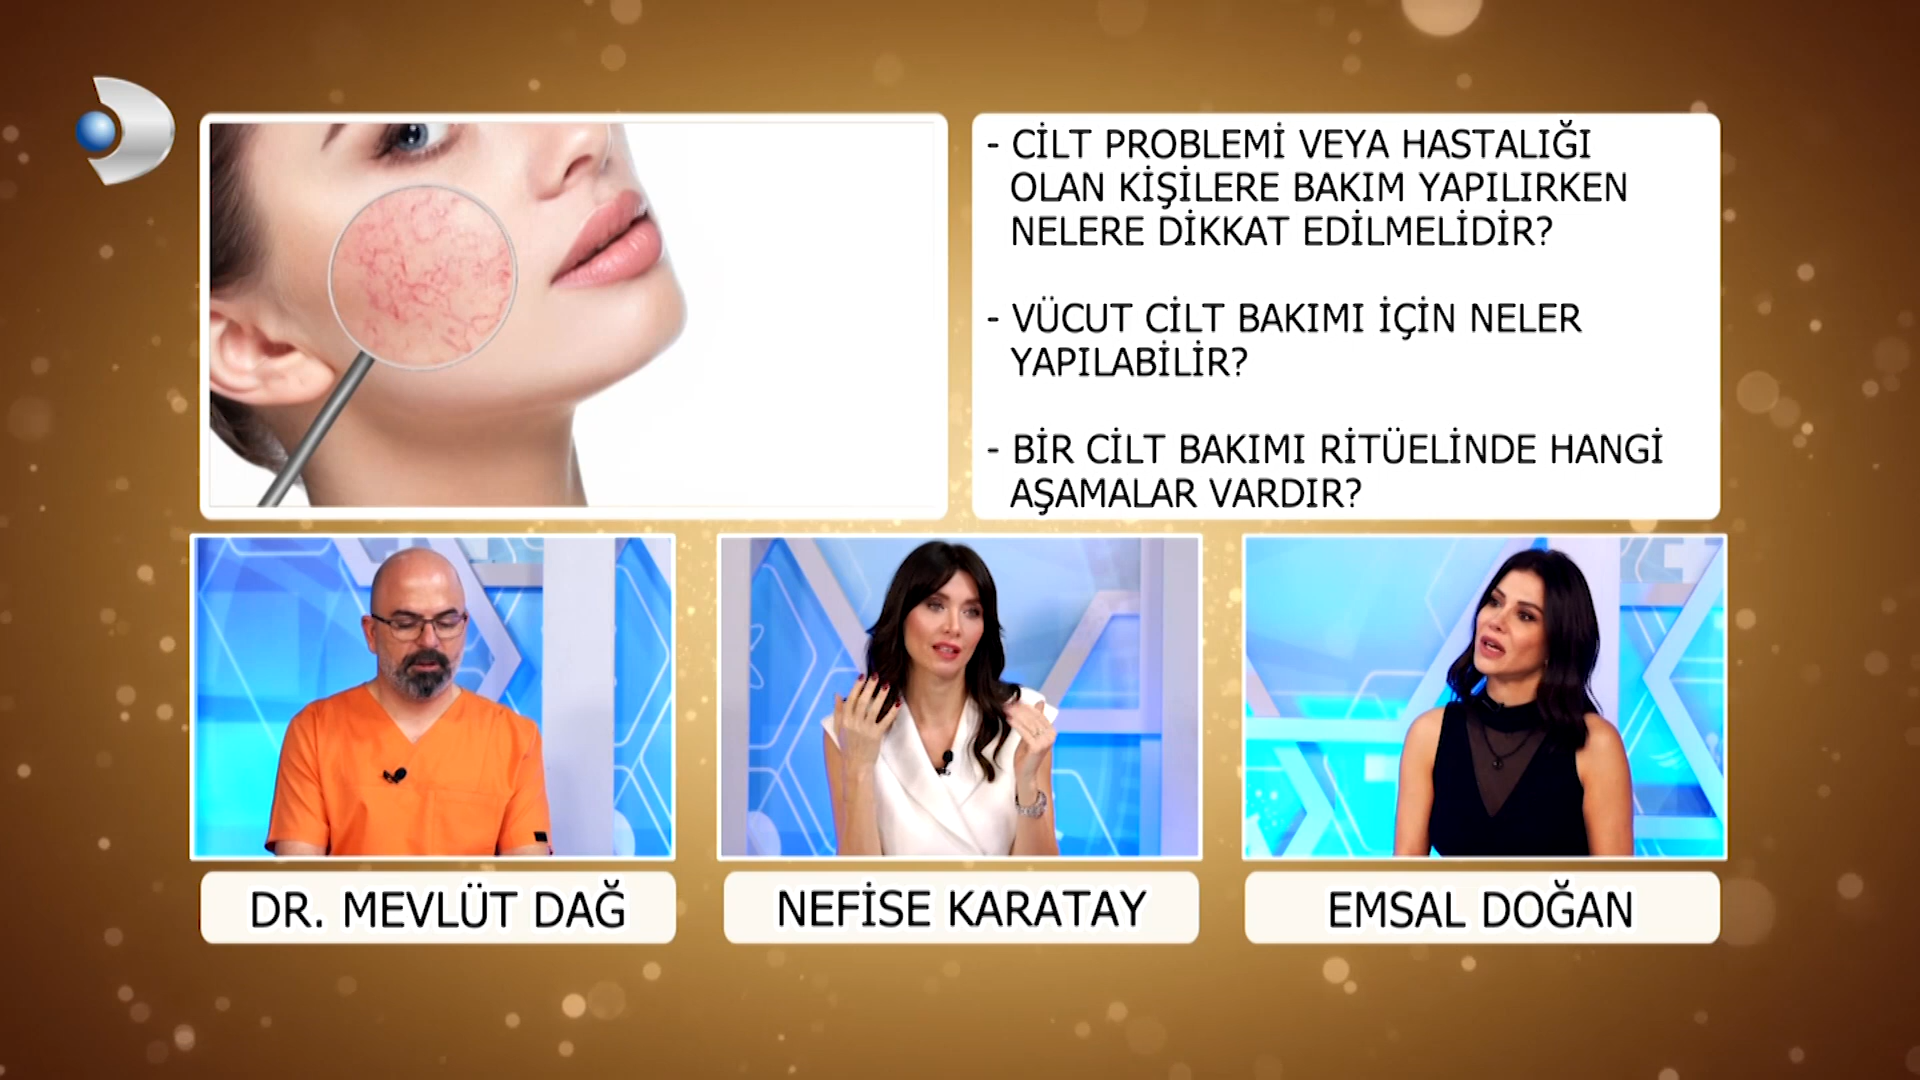 - CİLT PROBLEMİ VEYA HASTALIĞI
OLAN KİŞİLERE BAKIM YAPILIRKEN
NELERE DİKKAT EDİLMELİDİR?
- VÜCUT CİLT BAKIMI İÇİN NELER
YAPILABİLİR?
- BİR CİLT BAKIMI RİTÜELİNDE HANGİ
AŞAMALAR VARDIR?
DR. MEVLÜT DAĞ
NEFİSE KARATAY
EMSAL DOĞAN